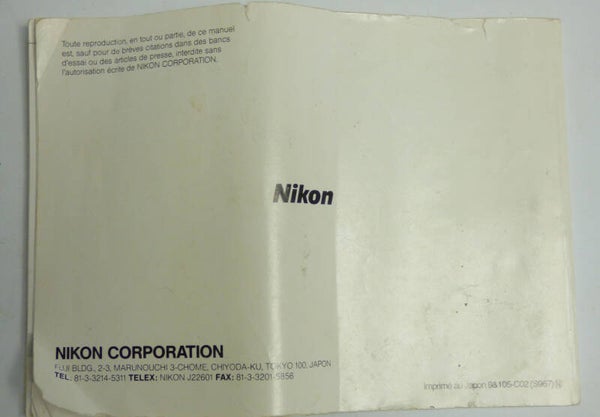 Toute reproduction, en tout ou partie, de ce manuel
est, sauf pour de brèves citations dans des bancs
d'essai ou des articles de presse, interdite sans
l'autorisation écrite de NIKON CORPORATION.
Nikon
NIKON CORPORATION
FUJI BLDG., 2-3, MARUNOUCHI 3-CHOME, CHIYODA-KU, TOKYO 100, JAPAN
TEL: 81-3-3214-5311 TELEX: NIKON J22601 FAX: 81-3-3201-5856
Imprimé au Japon